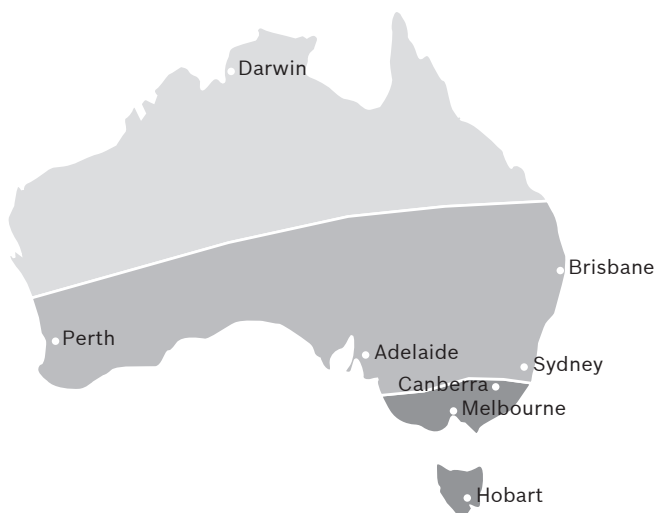 Darwin
Brisbane
Perth
Adelaide
Sydney
Canberra
Melbourne
Hobart